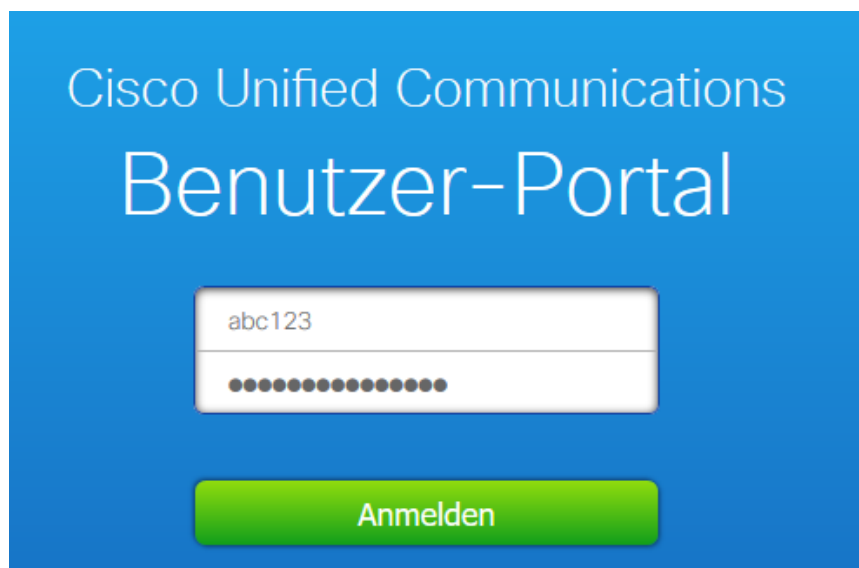 Cisco Unified Communications
Benutzer-Portal
abc123
●●●●●●●●●●●●●●●
Anmelden